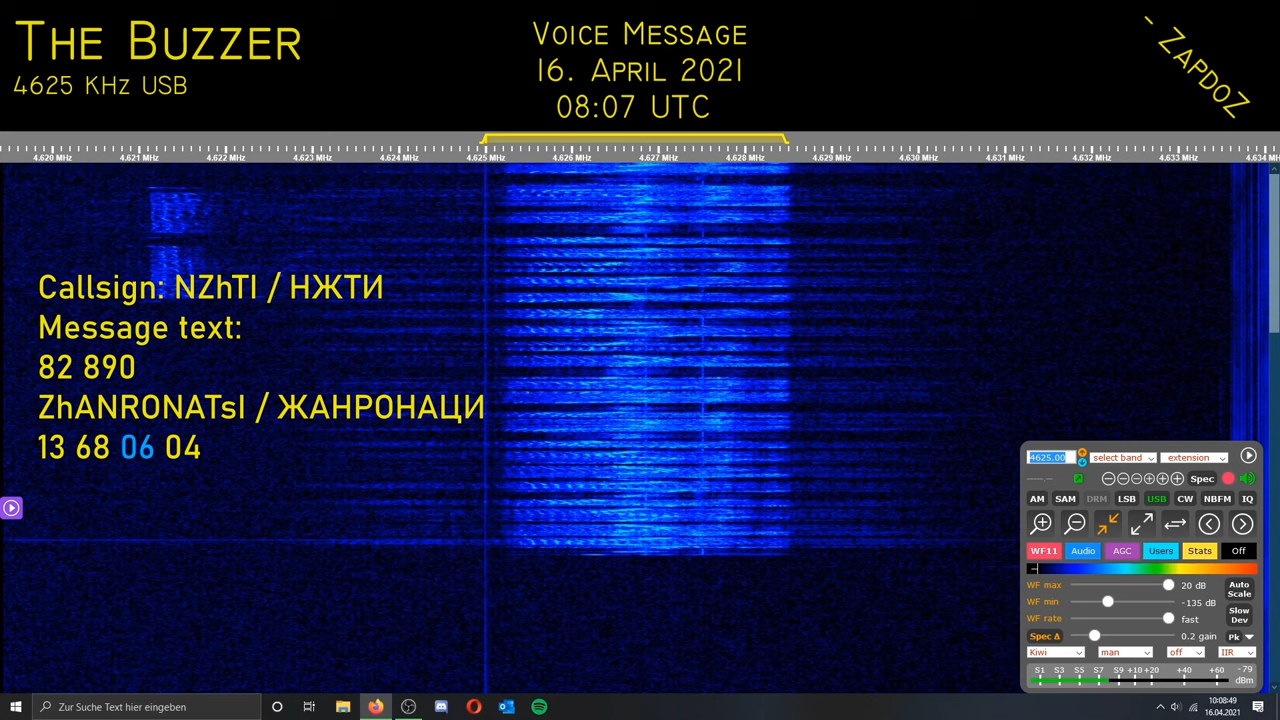 THE BUZZER
4625 KHz USB
VOICE MESSAGE
16. APRIL 2021
08:07 UTC
- ZAPDOZ
4.620 MHz 4.621 MHz 4.622 MHz 4.623 MHz 4.624 MHz 4.625 MHz 4.626 MHz 4.627 MHz 4.628 MHz 4.629 MHz 4.630 MHz 4.631 MHz 4.632 MHz 4.633 MHz 4.634 MH
Callsign: NZhTI / НЖТИ
Message text:
82 890
ZhANRONATsI / ЖАНРОНАЦИ
13 68 06 04
4625.00 select band extension
Spec
AM SAM DRM LSB USB CW NBFM IQ
WF11 Audio AGC Users Stats Off
WF max 20 dB Auto Scale
WF min -135 dB
WF rate fast Slow Dev
Spec Δ 0.2 gain Pk
Kiwi man off IIR
S1 S3 S5 S7 S9 +10 +20 +40 +60 -79 dBm
Zur Suche Text hier eingeben
10:08:49
16.04.2021